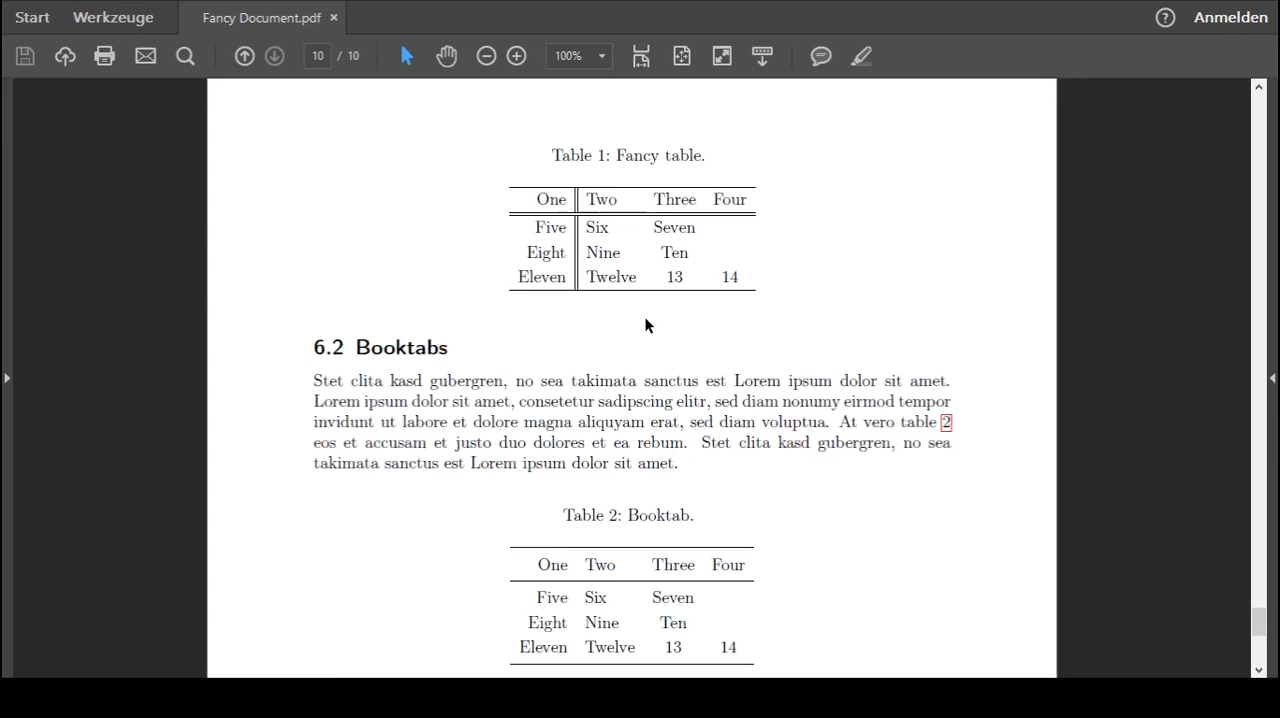 Start Werkzeuge Fancy Document.pdf × ? Anmelden
10 / 10 100%
Table 1: Fancy table.
One Two Three Four
Five Six Seven
Eight Nine Ten
Eleven Twelve 13 14
6.2 Booktabs
Stet clita kasd gubergren, no sea takimata sanctus est Lorem ipsum dolor sit amet.
Lorem ipsum dolor sit amet, consetetur sadipscing elitr, sed diam nonumy eirmod tempor
invidunt ut labore et dolore magna aliquyam erat, sed diam voluptua. At vero table 2
eos et accusam et justo duo dolores et ea rebum. Stet clita kasd gubergren, no sea
takimata sanctus est Lorem ipsum dolor sit amet.
Table 2: Booktab.
One Two Three Four
Five Six Seven
Eight Nine Ten
Eleven Twelve 13 14